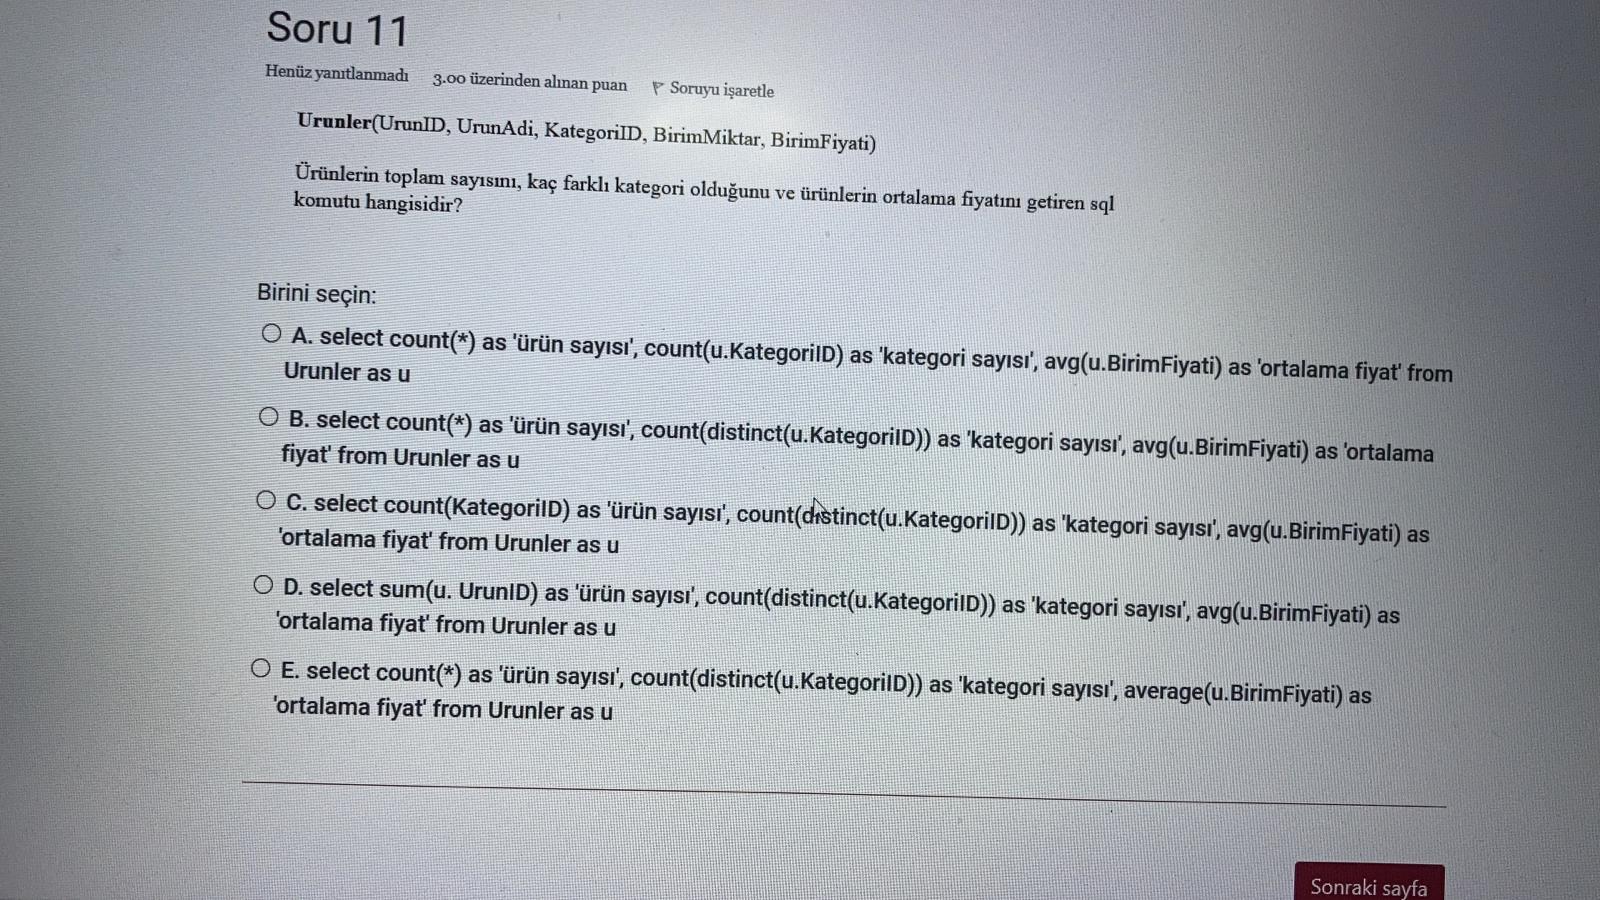 Soru 11
Henüz yanıtlanmadı 3.00 üzerinden alınan puan Soruyu işaretle
Urunler(UrunID, UrunAdi, KategoriID, BirimMiktar, BirimFiyati)
Ürünlerin toplam sayısını, kaç farklı kategori olduğunu ve ürünlerin ortalama fiyatını getiren sql
komutu hangisidir?
Birini seçin:
A. select count(*) as 'ürün sayısı', count(u.KategoriID) as 'kategori sayısı', avg(u.BirimFiyati) as 'ortalama fiyat' from
Urunler as u
B. select count(*) as 'ürün sayısı', count(distinct(u.KategoriID)) as 'kategori sayısı', avg(u.BirimFiyati) as 'ortalama
fiyat' from Urunler as u
C. select count(KategoriID) as 'ürün sayısı', count(distinct(u.KategoriID)) as 'kategori sayısı', avg(u.BirimFiyati) as
'ortalama fiyat' from Urunler as u
D. select sum(u. UrunID) as 'ürün sayısı', count(distinct(u.KategoriID)) as 'kategori sayısı', avg(u.BirimFiyati) as
'ortalama fiyat' from Urunler as u
E. select count(*) as 'ürün sayısı', count(distinct(u.KategoriID)) as 'kategori sayısı', average(u.BirimFiyati) as
'ortalama fiyat' from Urunler as u
Sonraki sayfa